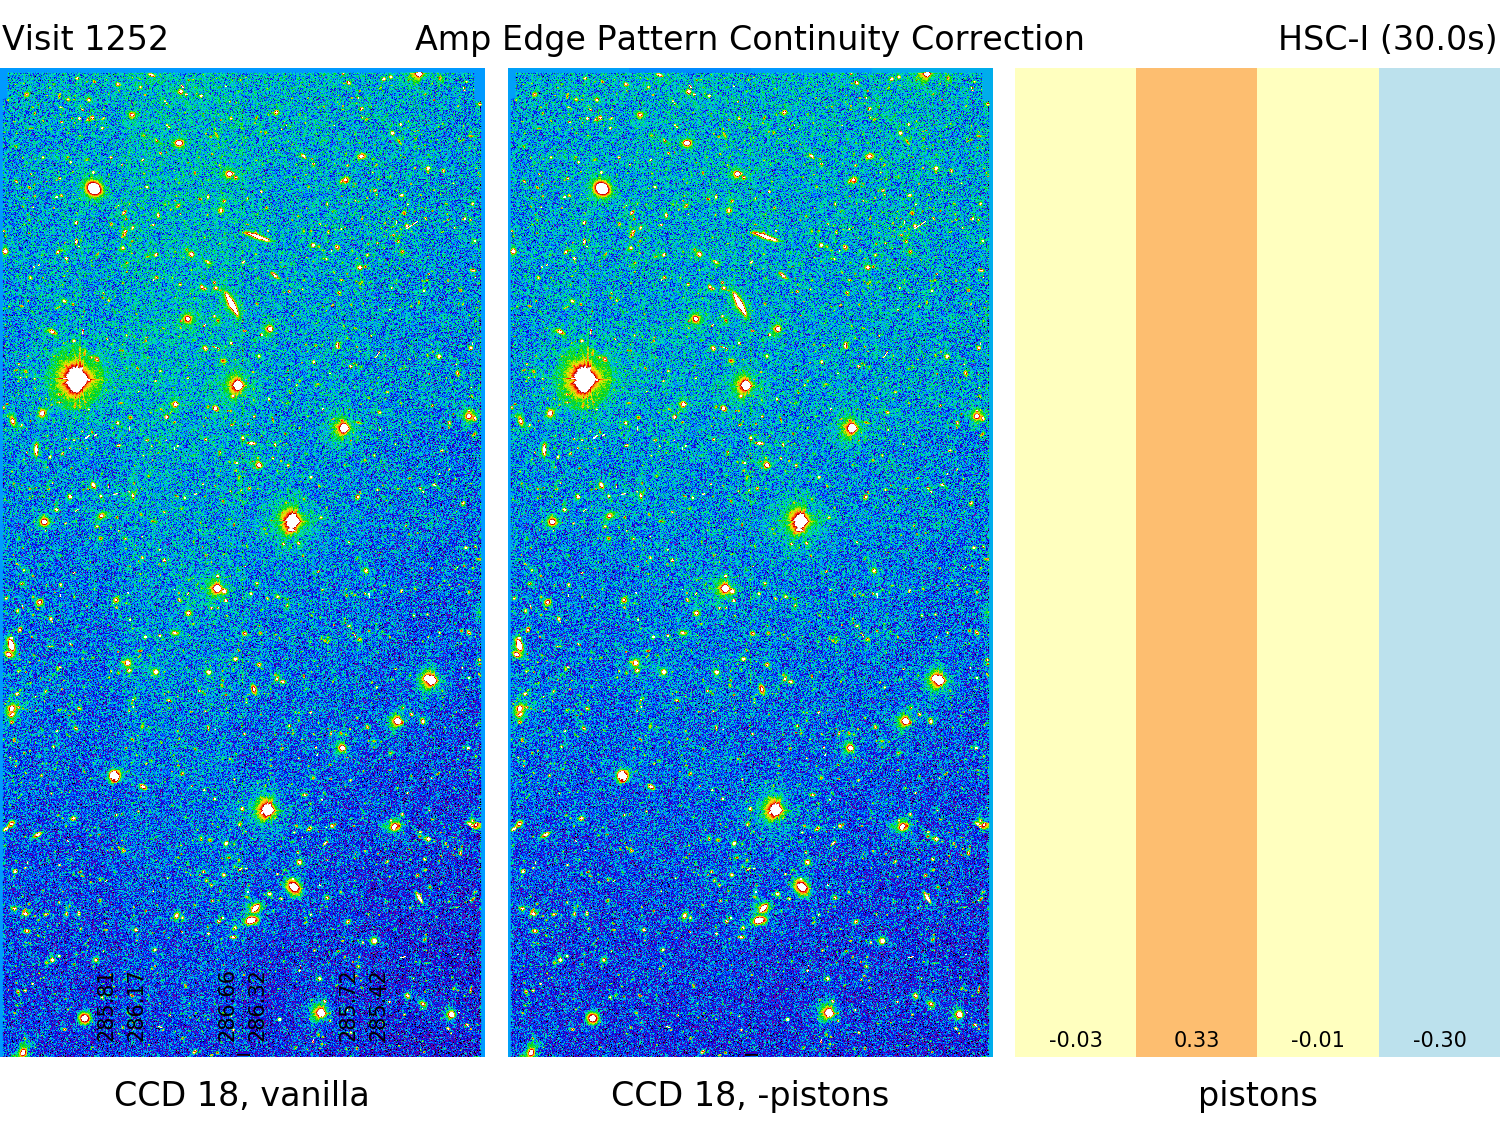 Visit 1252 Amp Edge Pattern Continuity Correction HSC-I (30.0s)
285.81 286.17 286.66 286.32 285.72 285.42
-0.03 0.33 -0.01 -0.30
CCD 18, vanilla CCD 18, -pistons pistons